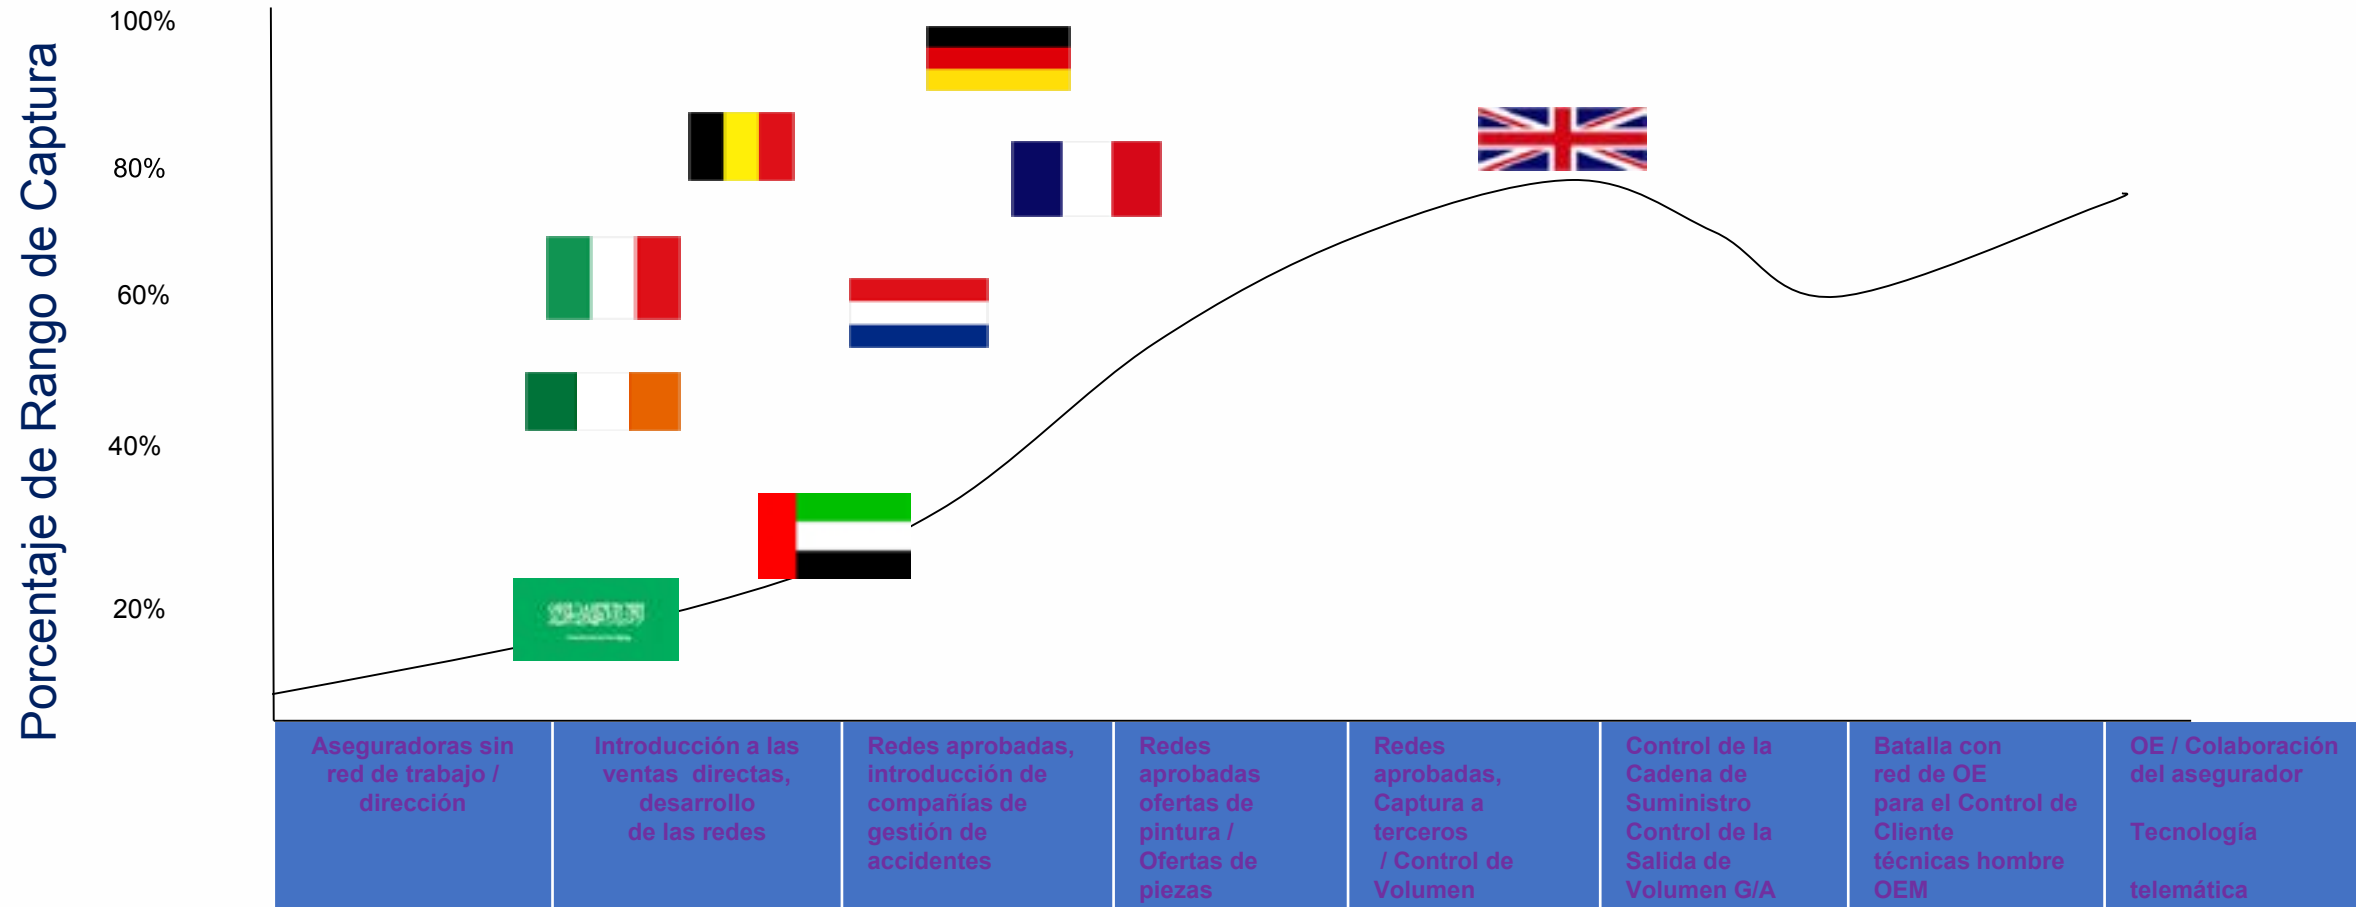 Porcentaje de Rango de Captura
100%
80%
60%
40%
20%
Aseguradoras sin
red de trabajo /
dirección
Introducción a las
ventas directas,
desarrollo
de las redes
Redes aprobadas,
introducción de
compañías de
gestión de
accidentes
Redes
aprobadas
ofertas de
pintura /
Ofertas de
piezas
Redes
aprobadas,
Captura a
terceros
/ Control de
Volumen
Control de la
Cadena de
Suministro
Control de la
Salida de
Volumen G/A
Batalla con
red de OE
para el Control de
Cliente
técnicas hombre
OEM
OE / Colaboración
del asegurador
Tecnología
telemática